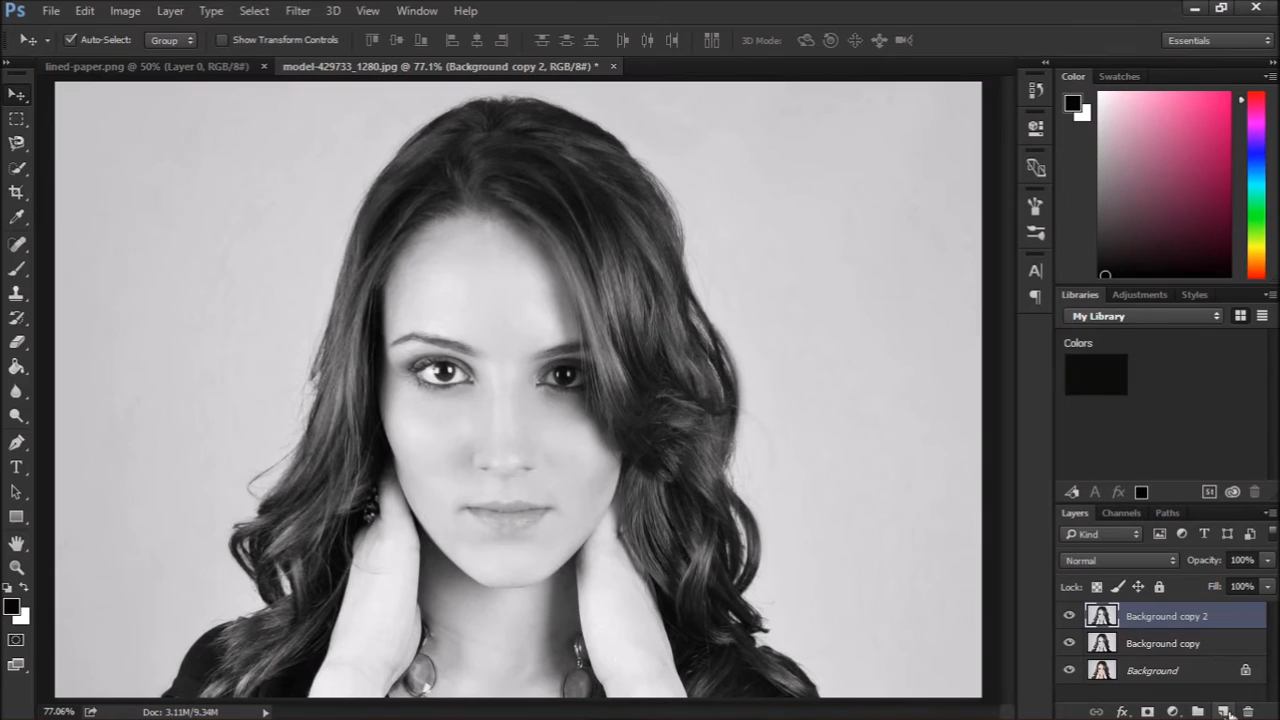 Ps File Edit Image Layer Type Select Filter 3D View Window Help
Auto-Select: Group Show Transform Controls 3D Mode: Essentials
lined-paper.png @ 50% (Layer 0, RGB/8#) × model-429733_1280.jpg @ 77.1% (Background copy 2, RGB/8#) * ×
Color Swatches
Libraries Adjustments Styles
My Library
Colors
St
Layers Channels Paths
Kind
Normal Opacity: 100%
Lock: Fill: 100%
Background copy 2
Background copy
Background
77.06% Doc: 3.11M/9.34M